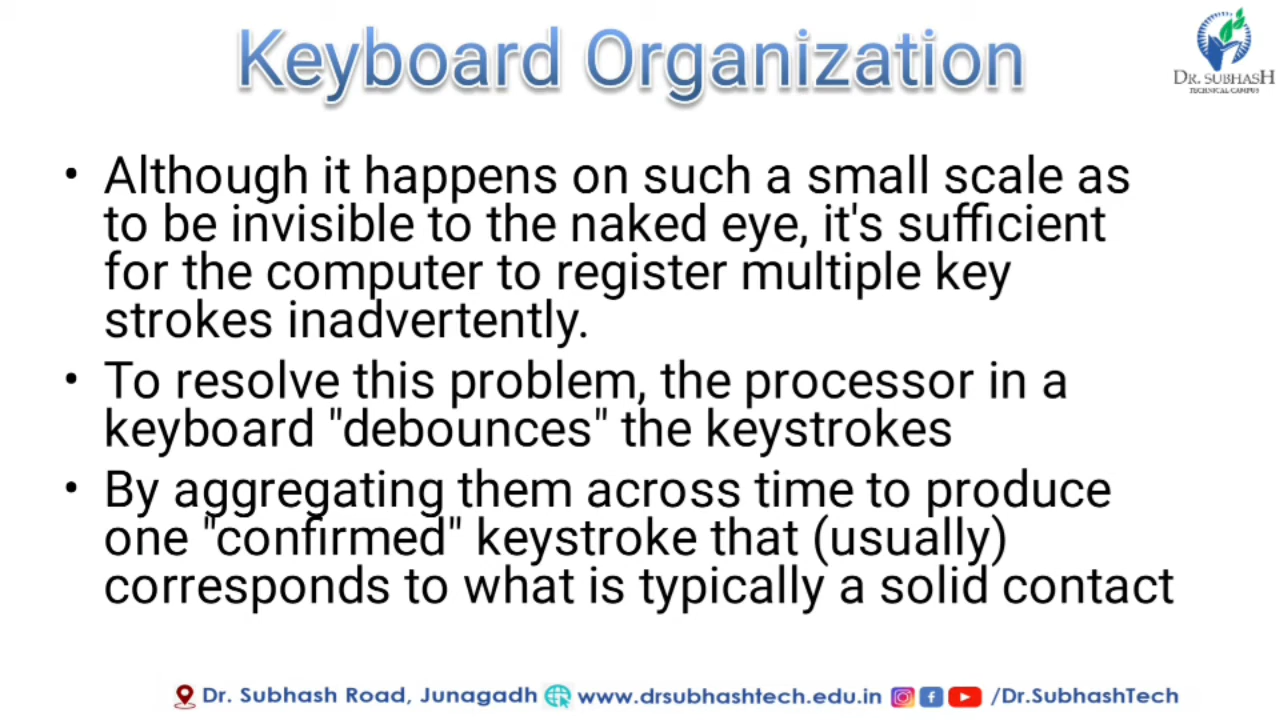 Keyboard Organization
DR. SUBHASH
TECHNICAL CAMPUS
• Although it happens on such a small scale as
to be invisible to the naked eye, it's sufficient
for the computer to register multiple key
strokes inadvertently.
• To resolve this problem, the processor in a
keyboard "debounces" the keystrokes
• By aggregating them across time to produce
one "confirmed" keystroke that (usually)
corresponds to what is typically a solid contact
Dr. Subhash Road, Junagadh www.drsubhashtech.edu.in /Dr.SubhashTech